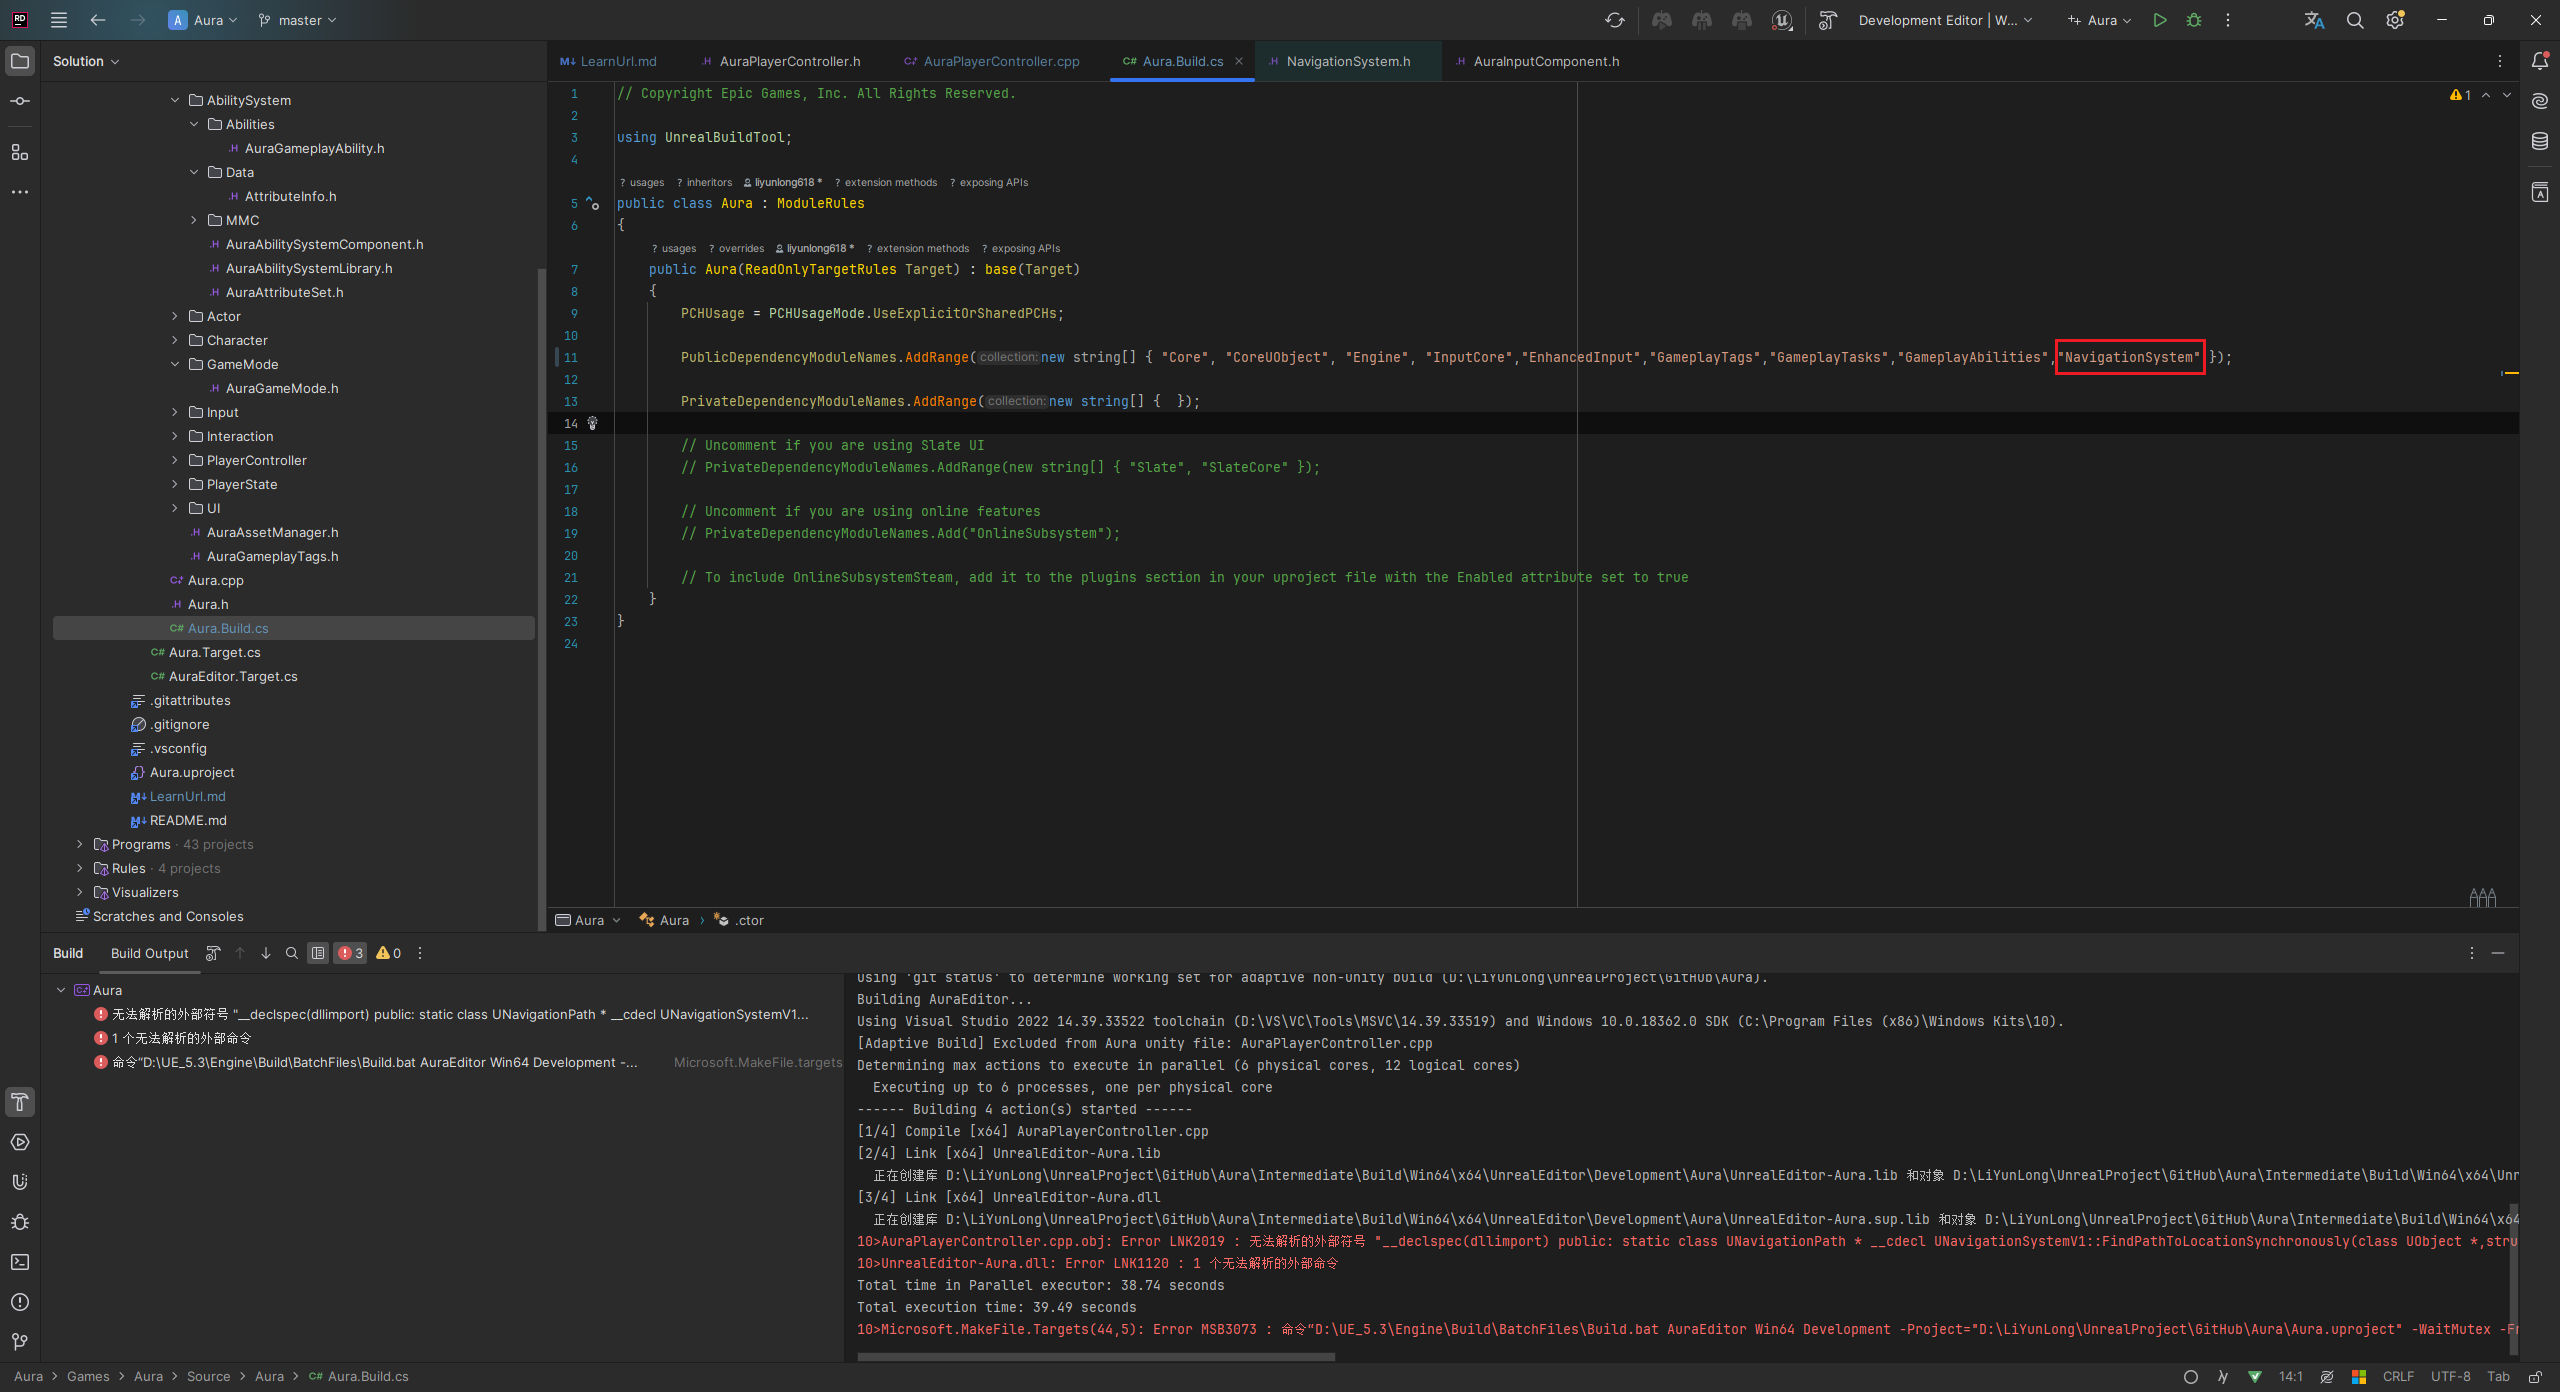 RD
A Aura
master
Development Editor | W...
Aura
Solution
LearnUrl.md
AuraPlayerController.h
AuraPlayerController.cpp
C# Aura.Build.cs
NavigationSystem.h
AuraInputComponent.h
AbilitySystem
Abilities
.H AuraGameplayAbility.h
Data
.H AttributeInfo.h
MMC
.H AuraAbilitySystemComponent.h
.H AuraAbilitySystemLibrary.h
.H AuraAttributeSet.h
Actor
Character
GameMode
.H AuraGameMode.h
Input
Interaction
PlayerController
PlayerState
UI
.H AuraAssetManager.h
.H AuraGameplayTags.h
Aura.cpp
.H Aura.h
C# Aura.Build.cs
C# Aura.Target.cs
C# AuraEditor.Target.cs
.gitattributes
.gitignore
.vsconfig
Aura.uproject
LearnUrl.md
README.md
Programs · 43 projects
Rules · 4 projects
Visualizers
Scratches and Consoles
1 // Copyright Epic Games, Inc. All Rights Reserved.
2
3 using UnrealBuildTool;
4
? usages ? inheritors liyunlong618 * ? extension methods ? exposing APIs
5 public class Aura : ModuleRules
6 {
? usages ? overrides liyunlong618 * ? extension methods ? exposing APIs
7 public Aura(ReadOnlyTargetRules Target) : base(Target)
8 {
9 PCHUsage = PCHUsageMode.UseExplicitOrSharedPCHs;
10
11 PublicDependencyModuleNames.AddRange(collection: new string[] { "Core", "CoreUObject", "Engine", "InputCore","EnhancedInput","GameplayTags","GameplayTasks","GameplayAbilities","NavigationSystem" });
12
13 PrivateDependencyModuleNames.AddRange(collection: new string[] {  });
14
15 // Uncomment if you are using Slate UI
16 // PrivateDependencyModuleNames.AddRange(new string[] { "Slate", "SlateCore" });
17
18 // Uncomment if you are using online features
19 // PrivateDependencyModuleNames.Add("OnlineSubsystem");
20
21 // To include OnlineSubsystemSteam, add it to the plugins section in your uproject file with the Enabled attribute set to true
22 }
23 }
24
1
Aura
Aura
.ctor
Build
Build Output
3
0
Aura
无法解析的外部符号 "__declspec(dllimport) public: static class UNavigationPath * __cdecl UNavigationSystemV1...
1 个无法解析的外部命令
命令“D:\UE_5.3\Engine\Build\BatchFiles\Build.bat AuraEditor Win64 Development -... Microsoft.MakeFile.targets
Using 'git status' to determine working set for adaptive non-unity build (D:\LiYunLong\UnrealProject\GitHub\Aura).
Building AuraEditor...
Using Visual Studio 2022 14.39.33522 toolchain (D:\VS\VC\Tools\MSVC\14.39.33519) and Windows 10.0.18362.0 SDK (C:\Program Files (x86)\Windows Kits\10).
[Adaptive Build] Excluded from Aura unity file: AuraPlayerController.cpp
Determining max actions to execute in parallel (6 physical cores, 12 logical cores)
Executing up to 6 processes, one per physical core
------ Building 4 action(s) started ------
[1/4] Compile [x64] AuraPlayerController.cpp
[2/4] Link [x64] UnrealEditor-Aura.lib
正在创建库 D:\LiYunLong\UnrealProject\GitHub\Aura\Intermediate\Build\Win64\x64\UnrealEditor\Development\Aura\UnrealEditor-Aura.lib 和对象 D:\LiYunLong\UnrealProject\GitHub\Aura\Intermediate\Build\Win64\x64\Unr
[3/4] Link [x64] UnrealEditor-Aura.dll
正在创建库 D:\LiYunLong\UnrealProject\GitHub\Aura\Intermediate\Build\Win64\x64\UnrealEditor\Development\Aura\UnrealEditor-Aura.sup.lib 和对象 D:\LiYunLong\UnrealProject\GitHub\Aura\Intermediate\Build\Win64\x64
10>AuraPlayerController.cpp.obj: Error LNK2019 : 无法解析的外部符号 "__declspec(dllimport) public: static class UNavigationPath * __cdecl UNavigationSystemV1::FindPathToLocationSynchronously(class UObject *,stru
10>UnrealEditor-Aura.dll: Error LNK1120 : 1 个无法解析的外部命令
Total time in Parallel executor: 38.74 seconds
Total execution time: 39.49 seconds
10>Microsoft.MakeFile.Targets(44,5): Error MSB3073 : 命令“D:\UE_5.3\Engine\Build\BatchFiles\Build.bat AuraEditor Win64 Development -Project="D:\LiYunLong\UnrealProject\GitHub\Aura\Aura.uproject" -WaitMutex -Fr
Aura > Games > Aura > Source > Aura > C# Aura.Build.cs
14:1
CRLF
UTF-8
Tab